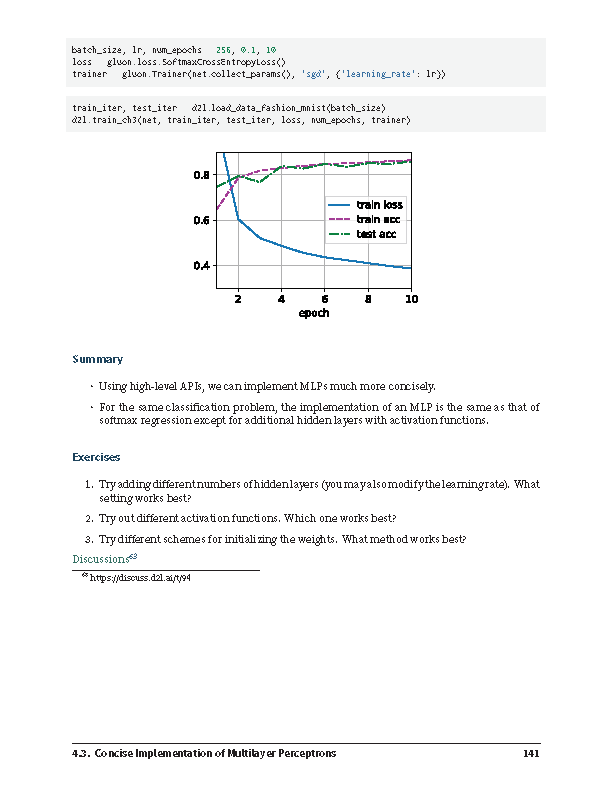 batch_size, lr, num_epochs 256, 0.1, 10
loss gluon.loss.SoftmaxCrossEntropyLoss()
trainer gluon.Trainer(net.collect_params(), 'sgd', {'learning_rate': lr})
train_iter, test_iter d2l.load_data_fashion_mnist(batch_size)
d2l.train_ch3(net, train_iter, test_iter, loss, num_epochs, trainer)
0.8
0.6
0.4
train loss
train acc
test acc
2 4 6 8 10
epoch
Summary
• Using high-level APIs, we can implement MLPs much more concisely.
• For the same classification problem, the implementation of an MLP is the same as that of
softmax regression except for additional hidden layers with activation functions.
Exercises
1. Try adding different numbers of hidden layers (you may also modify the learning rate). What
setting works best?
2. Try out different activation functions. Which one works best?
3. Try different schemes for initializing the weights. What method works best?
Discussions63
63 https://discuss.d2l.ai/t/94
4.3. Concise Implementation of Multilayer Perceptrons 141